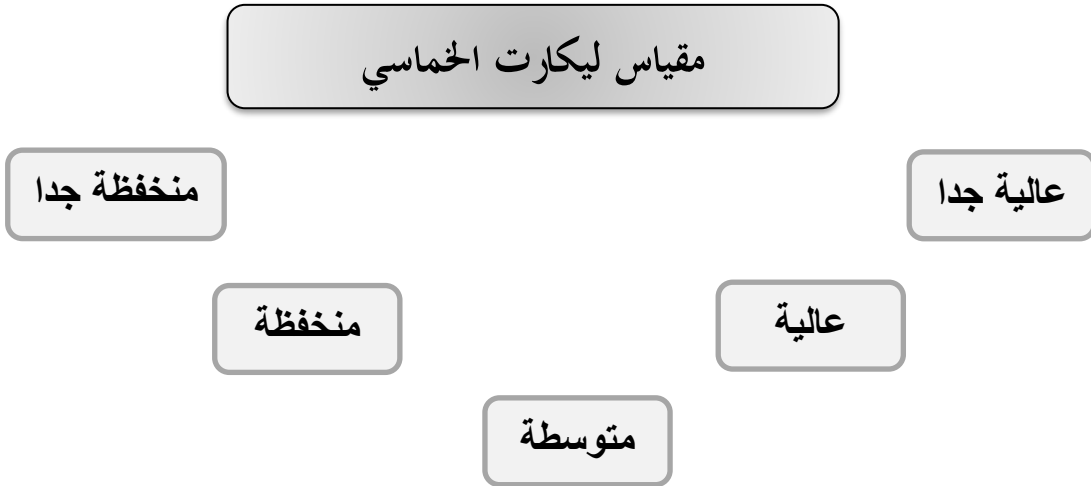 مقياس ليكارت الخماسي
عالية جدا
منخفظة جدا
عالية
منخفظة
متوسطة